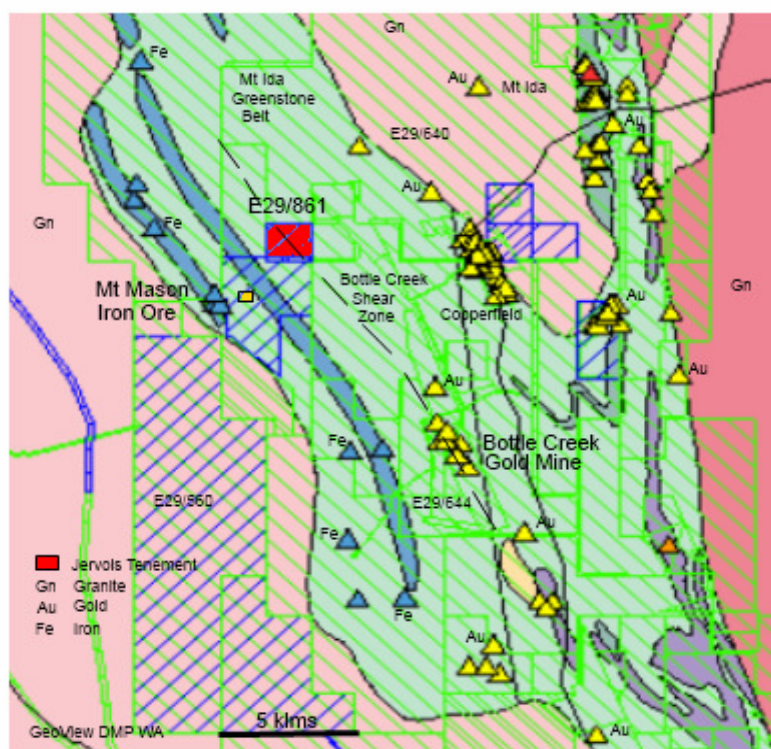 Fe
Gn
Mt Ida
Greenstone
Belt
Au
Mt Ida
Au
E29/640
Au
E29/861
Fe
Gn
Gn
Mt Mason
Iron Ore
Bottle Creek
Shear
Zone
Copperfield
Au
Au
Au
Fe
Bottle Creek
Gold Mine
E29/560
E29/644
Fe
Au
Jervois Tenement
Gn Granite
Au Gold
Fe Iron
Fe
Au
5 klms
GeoView DMP WA
Au